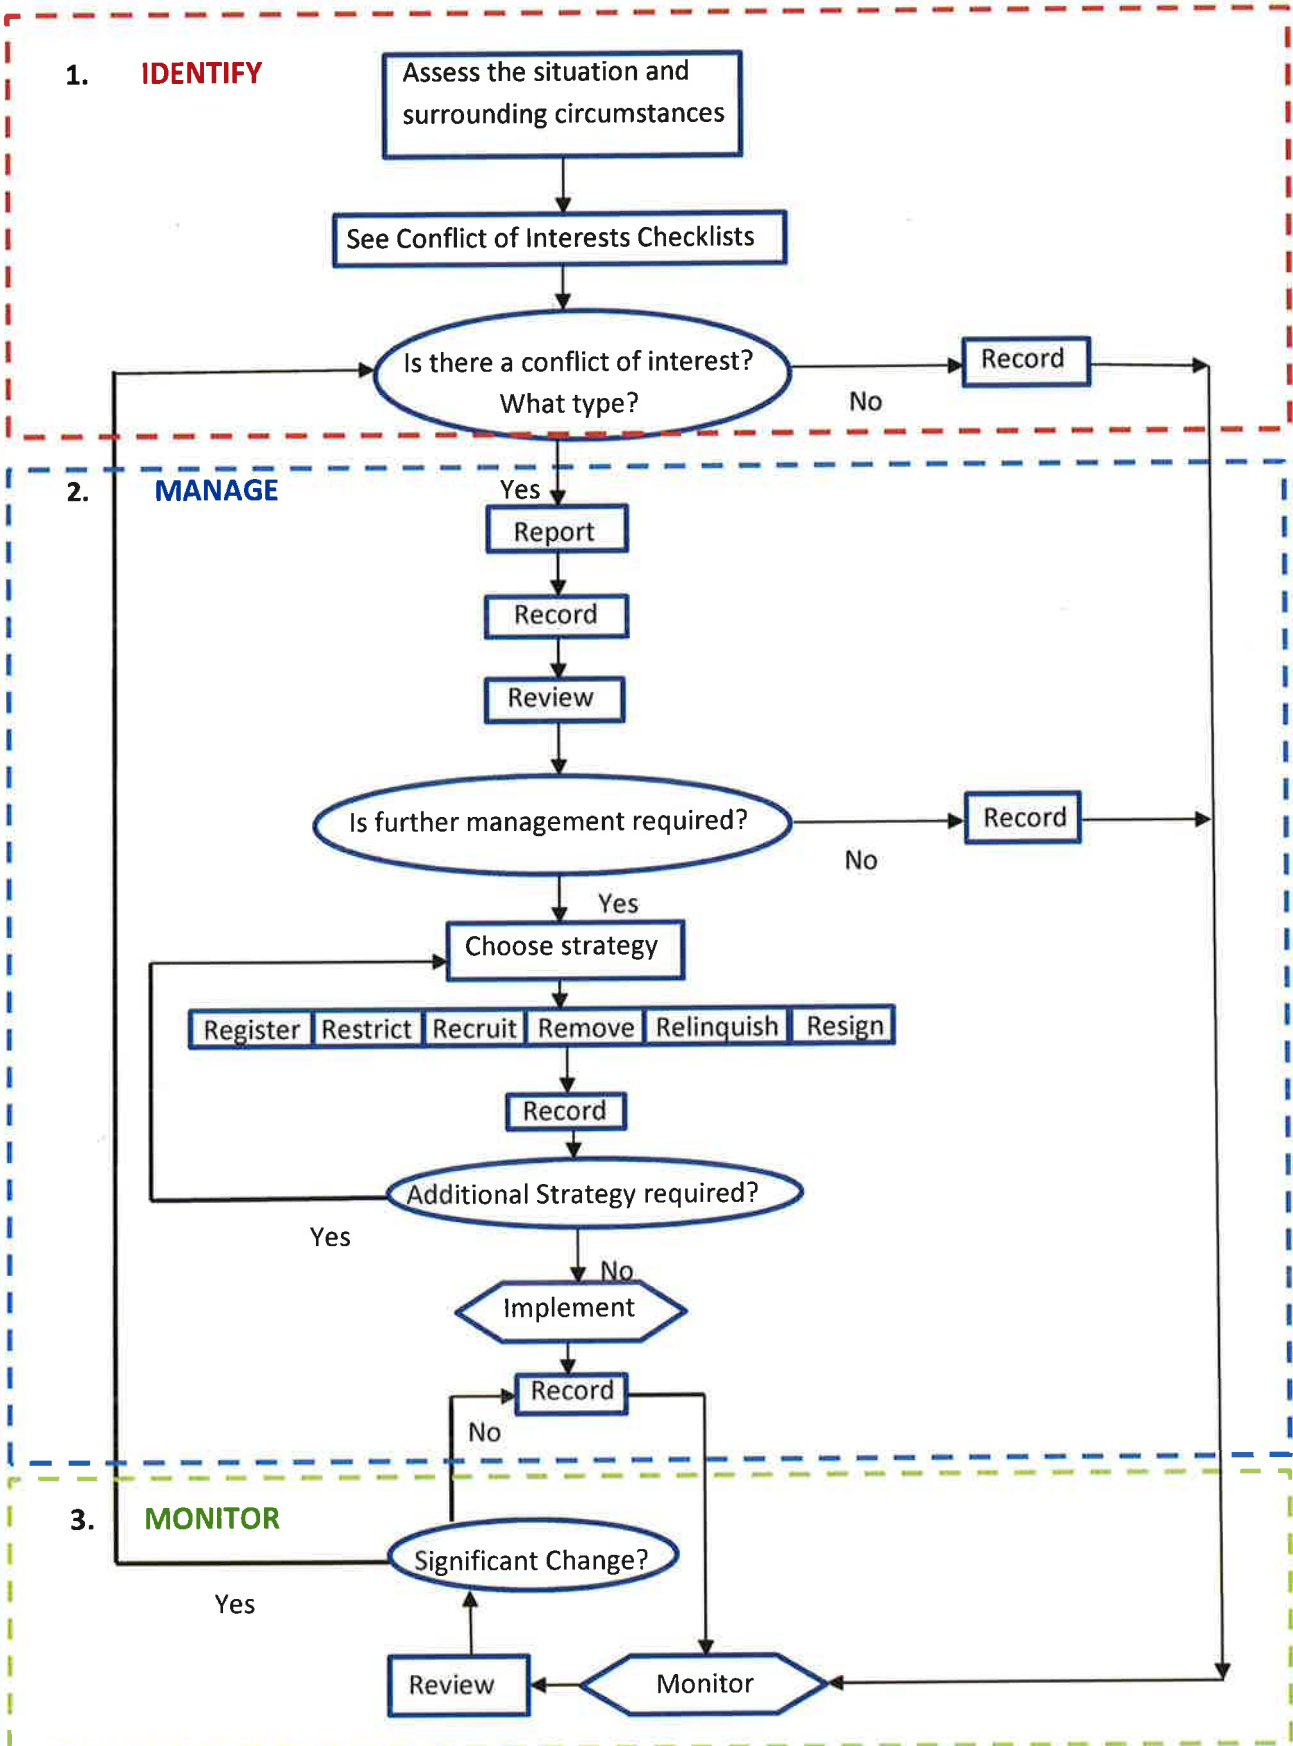 1. IDENTIFY
Assess the situation and
surrounding circumstances
See Conflict of Interests Checklists
Is there a conflict of interest?
What type?
No
Record
2. MANAGE
Yes
Report
Record
Review
Is further management required?
No
Record
Yes
Choose strategy
Register Restrict Recruit Remove Relinquish Resign
Record
Additional Strategy required?
Yes
No
Implement
Record
No
3. MONITOR
Significant Change?
Yes
Review
Monitor